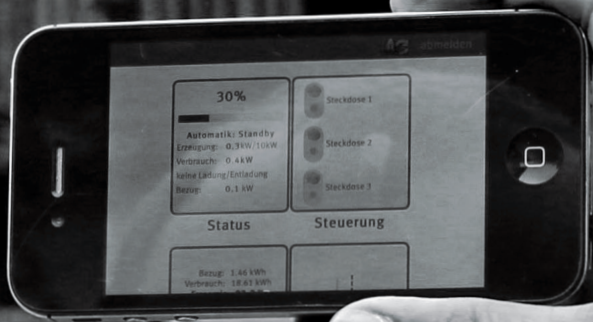 abmelden
30%
Automatik: Standby
Erzeugung: 0.3kW/10kW
Verbrauch: 0.4kW
keine Ladung/Entladung
Bezug: 0.1 kW
Status
Steckdose 1
Steckdose 2
Steckdose 3
Steuerung
Bezug: 1.46 kWh
Verbrauch: 18.61 kWh